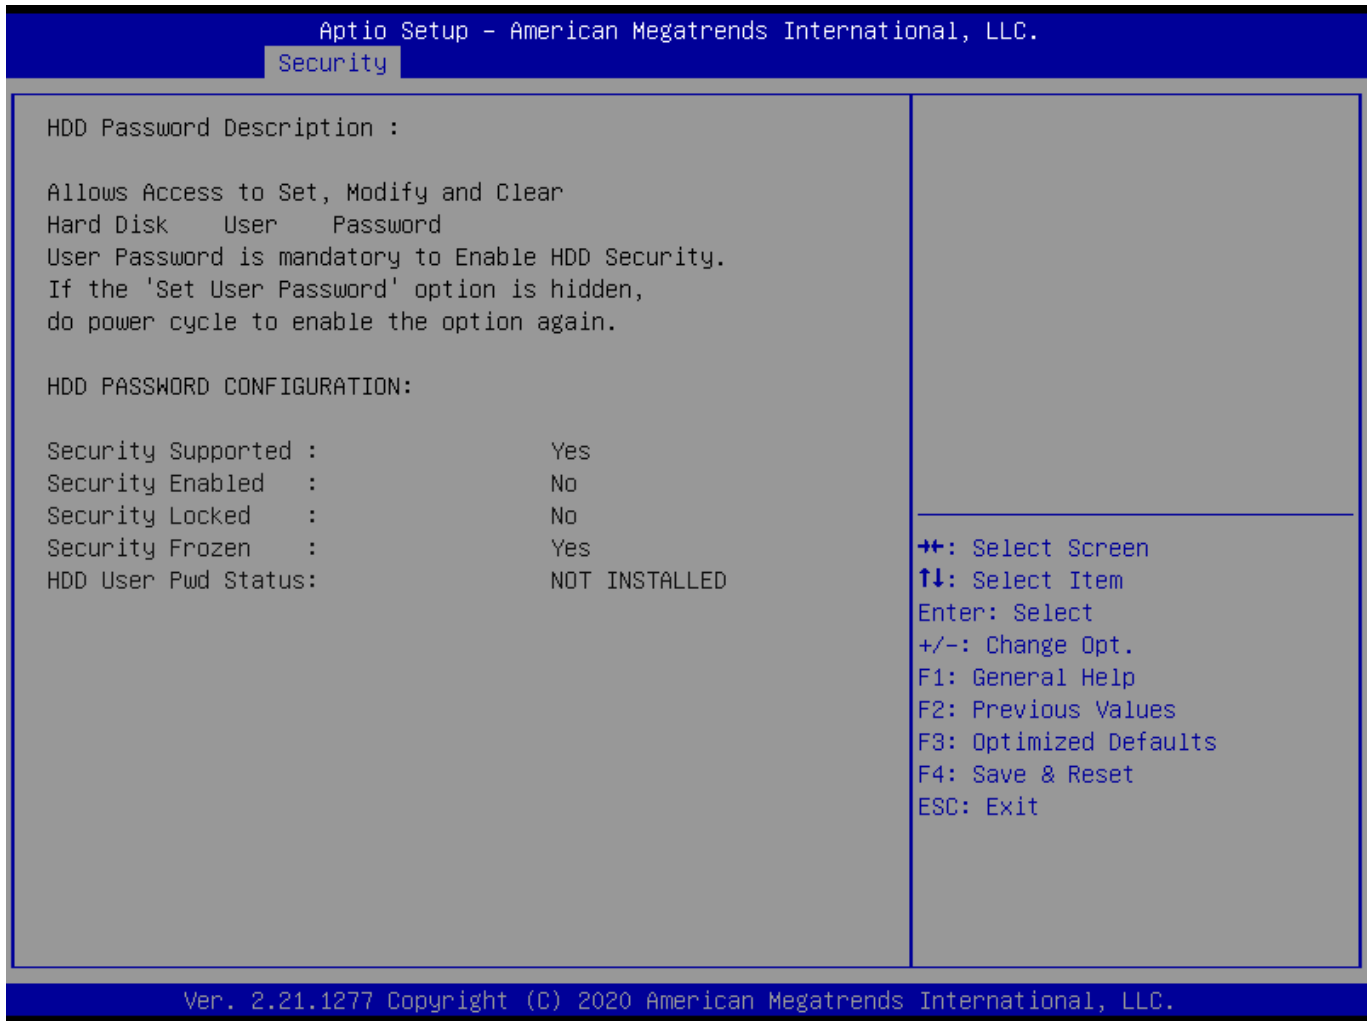 Aptio Setup – American Megatrends International, LLC.
Security
HDD Password Description :
Allows Access to Set, Modify and Clear
Hard Disk    User    Password
User Password is mandatory to Enable HDD Security.
If the 'Set User Password' option is hidden,
do power cycle to enable the option again.
HDD PASSWORD CONFIGURATION:
Security Supported :    Yes
Security Enabled   :    No
Security Locked    :    No
Security Frozen    :    Yes
HDD User Pwd Status:    NOT INSTALLED
→←: Select Screen
↑↓: Select Item
Enter: Select
+/-: Change Opt.
F1: General Help
F2: Previous Values
F3: Optimized Defaults
F4: Save & Reset
ESC: Exit
Ver. 2.21.1277 Copyright (C) 2020 American Megatrends International, LLC.